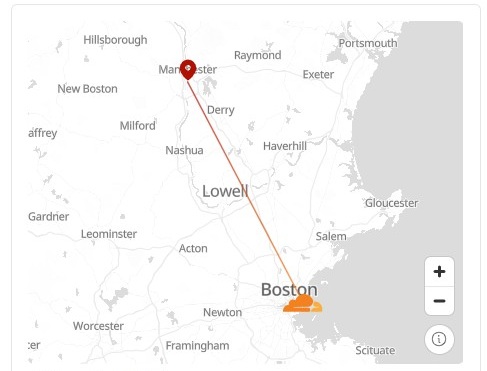 Portsmouth
Hillsborough
Raymond
Manchester
Exeter
New Boston
Derry
affrey
Milford
Haverhill
Nashua
Lowell
Gloucester
Gardner
Leominster
Salem
Acton
+
Boston
−
Newton
Worcester
Framingham
Scituate
cer